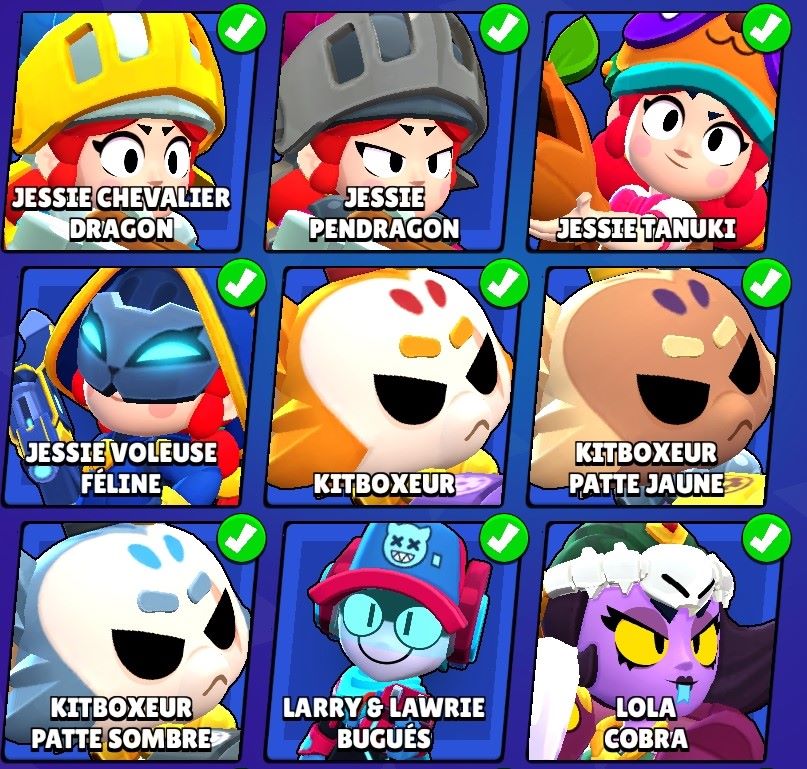 JESSIE CHEVALIER
DRAGON
JESSIE
PENDRAGON
JESSIE TANUKI
JESSIE VOLEUSE
FÉLINE
KITBOXEUR
KITBOXEUR
PATTE JAUNE
KITBOXEUR
PATTE SOMBRE
LARRY & LAWRIE
BUGUÉS
LOLA
COBRA